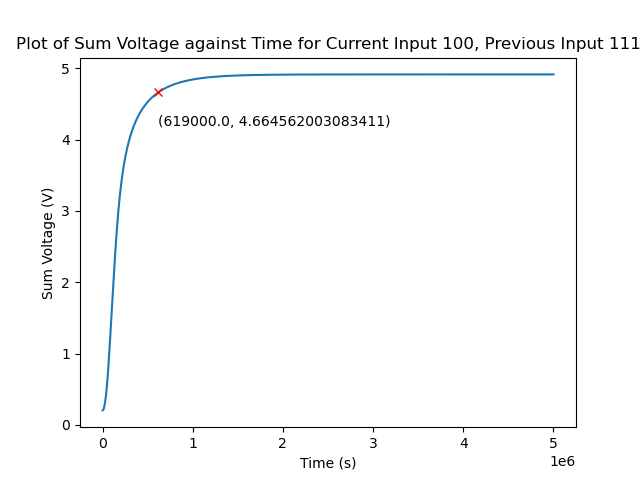 Plot of Sum Voltage against Time for Current Input 100, Previous Input 111
5
(619000.0, 4.664562003083411)
4
3
Sum Voltage (V)
2
1
0
0 1 2 3 4 5
1e6
Time (s)